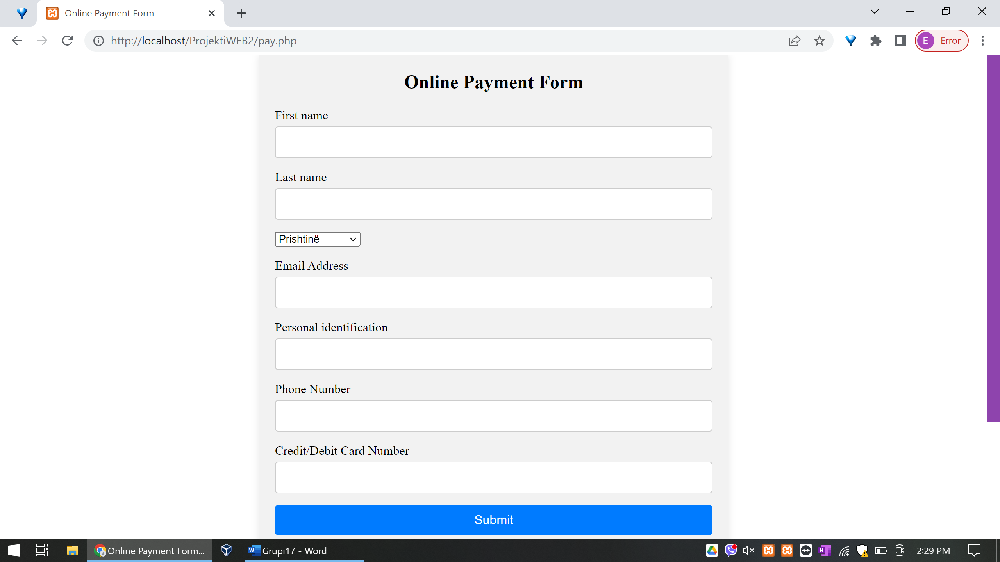 Online Payment Form
http://localhost/ProjektiWEB2/pay.php
E Error
Online Payment Form
First name
Last name
Prishtinë
Email Address
Personal identification
Phone Number
Credit/Debit Card Number
Submit
Online Payment Form...
W Grupi17 - Word
N
2:29 PM